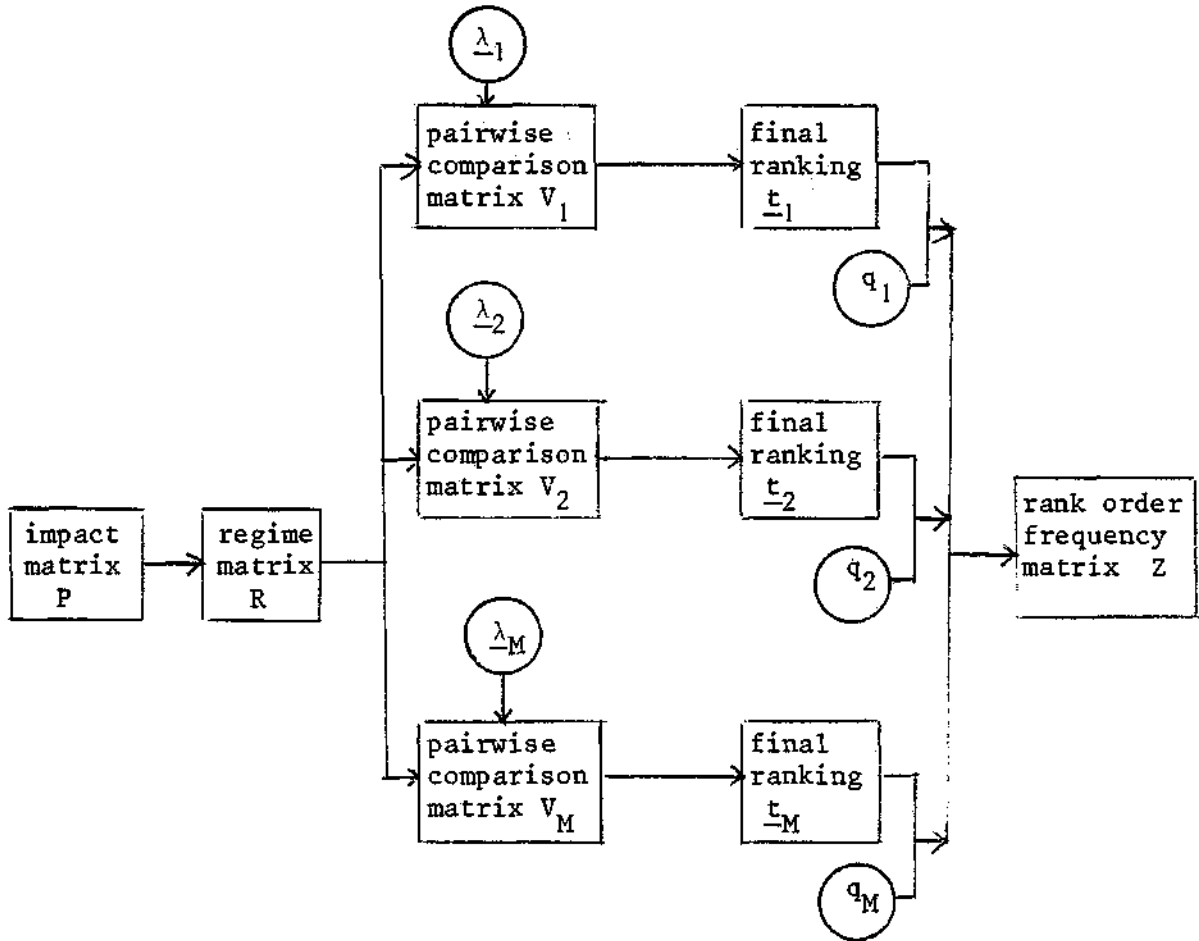 λ1
pairwise
comparison
matrix V1
final
ranking
t1
q1
λ2
pairwise
comparison
matrix V2
final
ranking
t2
q2
impact
matrix
P
regime
matrix
R
rank order
frequency
matrix Z
λM
pairwise
comparison
matrix VM
final
ranking
tM
qM